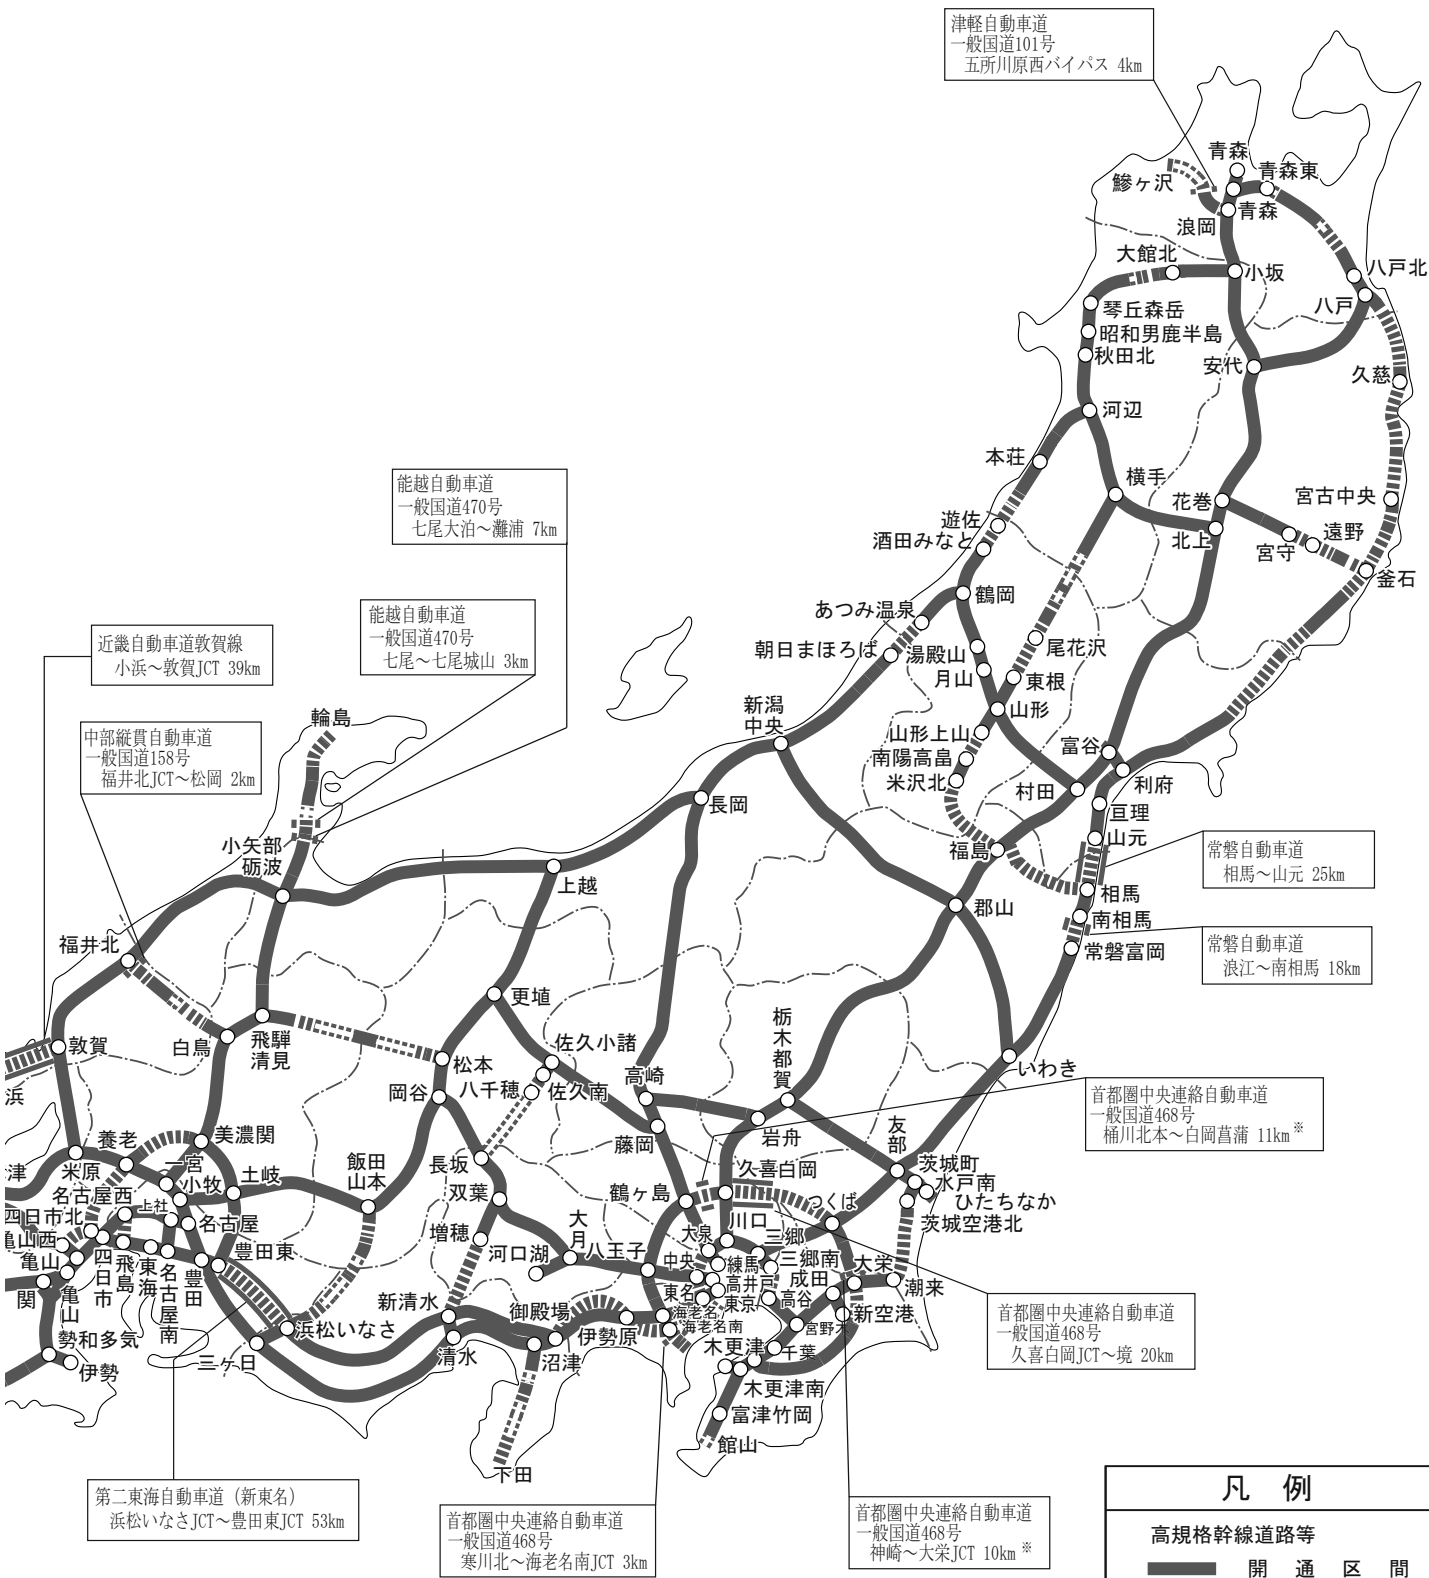 津軽自動車道
一般国道101号
五所川原西バイパス 4km
青森
青森東
鰺ヶ沢
青森
浪岡
大館北
小坂
八戸北
八戸
琴丘森岳
昭和男鹿半島
秋田北
安代
久慈
河辺
本荘
横手
花巻
宮古中央
北上
遠野
宮守
釜石
遊佐
酒田みなと
鶴岡
あつみ温泉
朝日まほろば
湯殿山
月山
尾花沢
東根
山形
新潟
中央
山形上山
南陽高畠
米沢北
富谷
利府
村田
亘理
山元
福島
相馬
南相馬
常磐富岡
郡山
いわき
能越自動車道
一般国道470号
七尾大泊～灘浦 7km
能越自動車道
一般国道470号
七尾～七尾城山 3km
近畿自動車道敦賀線
小浜～敦賀JCT 39km
中部縦貫自動車道
一般国道158号
福井北JCT～松岡 2km
常磐自動車道
相馬～山元 25km
常磐自動車道
浪江～南相馬 18km
輪島
小矢部
砺波
長岡
上越
福井北
更埴
敦賀
白鳥
飛騨
清見
松本
佐久小諸
八千穂
佐久南
岡谷
高崎
栃木都賀
岩舟
藤岡
浜
首都圏中央連絡自動車道
一般国道468号
桶川北本～白岡菖蒲 11km※
友部
茨城町
水戸南
ひたちなか
茨城空港北
養老
美濃関
津
米原
一宮
小牧
土岐
飯田
山本
長坂
双葉
鶴ヶ島
久喜白岡
つくば
名古屋西
上社
名古屋
四日市北
亀山西
亀山
関
亀山
四日市
飛島
東海
名古屋南
豊田
豊田東
増穂
河口湖
大月
八王子
川口
大泉
三郷
三郷南
中央
練馬
高井戸
東名
東京
成田
高谷
大栄
潮来
新空港
宮野木
千葉
新清水
御殿場
伊勢原
海老名
海老名南
清水
沼津
浜松いなさ
三ヶ日
勢和多気
伊勢
木更津
木更津南
富津竹岡
館山
下田
首都圏中央連絡自動車道
一般国道468号
久喜白岡JCT～境 20km
第二東海自動車道（新東名）
浜松いなさJCT～豊田東JCT 53km
首都圏中央連絡自動車道
一般国道468号
寒川北～海老名南JCT 3km
首都圏中央連絡自動車道
一般国道468号
神崎～大栄JCT 10km※
凡 例
高規格幹線道路等
開 通 区 間